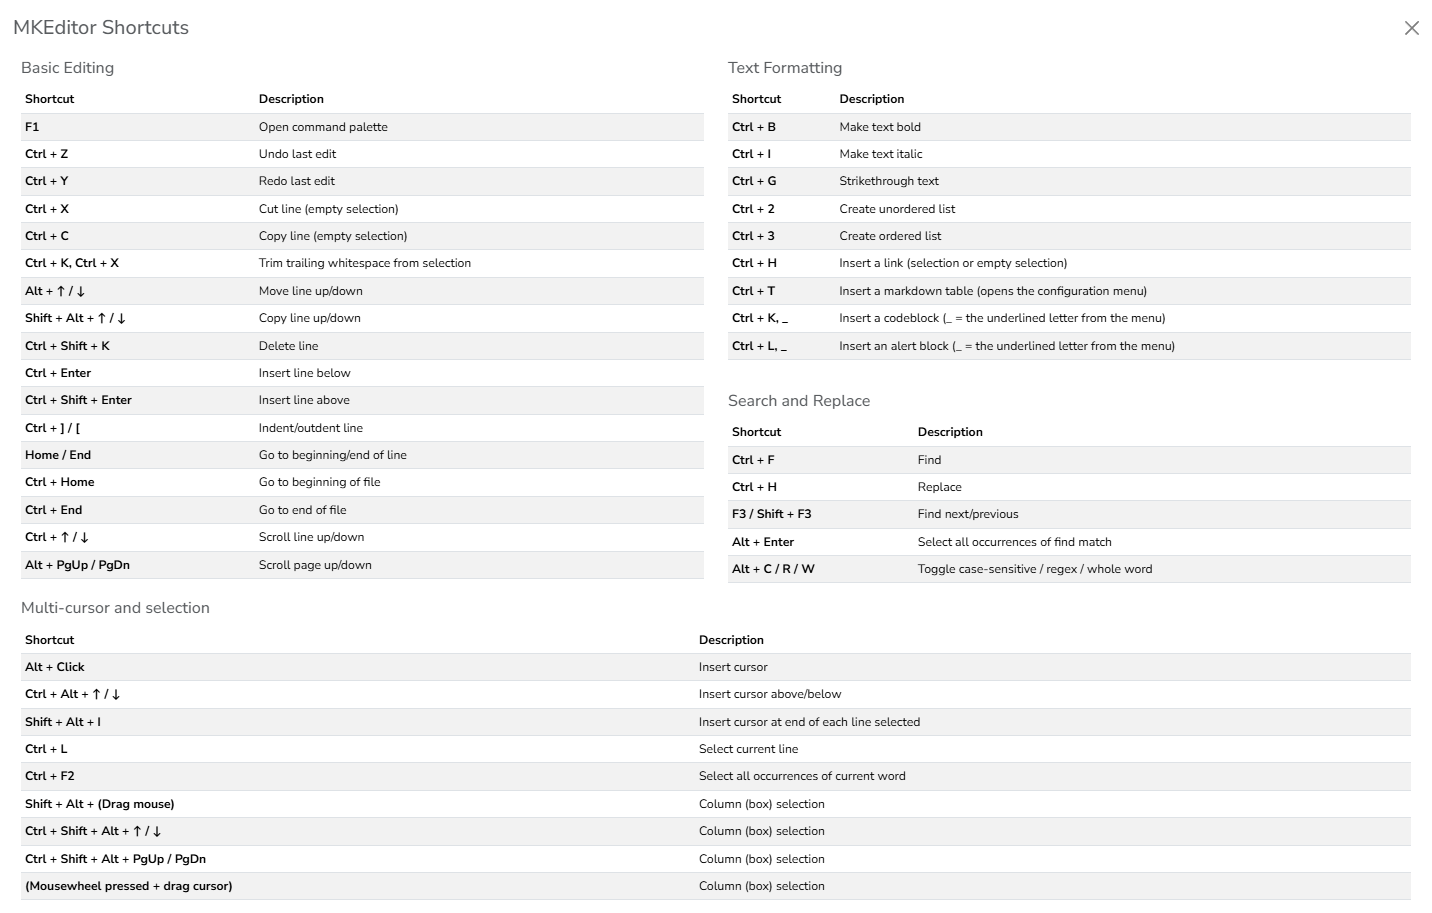 MKEditor Shortcuts
Basic Editing
Shortcut Description
F1 Open command palette
Ctrl + Z Undo last edit
Ctrl + Y Redo last edit
Ctrl + X Cut line (empty selection)
Ctrl + C Copy line (empty selection)
Ctrl + K, Ctrl + X Trim trailing whitespace from selection
Alt + ↑ / ↓ Move line up/down
Shift + Alt + ↑ / ↓ Copy line up/down
Ctrl + Shift + K Delete line
Ctrl + Enter Insert line below
Ctrl + Shift + Enter Insert line above
Ctrl + ] / [ Indent/outdent line
Home / End Go to beginning/end of line
Ctrl + Home Go to beginning of file
Ctrl + End Go to end of file
Ctrl + ↑ / ↓ Scroll line up/down
Alt + PgUp / PgDn Scroll page up/down
Text Formatting
Shortcut Description
Ctrl + B Make text bold
Ctrl + I Make text italic
Ctrl + G Strikethrough text
Ctrl + 2 Create unordered list
Ctrl + 3 Create ordered list
Ctrl + H Insert a link (selection or empty selection)
Ctrl + T Insert a markdown table (opens the configuration menu)
Ctrl + K, _ Insert a codeblock (_ = the underlined letter from the menu)
Ctrl + L, _ Insert an alert block (_ = the underlined letter from the menu)
Search and Replace
Shortcut Description
Ctrl + F Find
Ctrl + H Replace
F3 / Shift + F3 Find next/previous
Alt + Enter Select all occurrences of find match
Alt + C / R / W Toggle case-sensitive / regex / whole word
Multi-cursor and selection
Shortcut Description
Alt + Click Insert cursor
Ctrl + Alt + ↑ / ↓ Insert cursor above/below
Shift + Alt + I Insert cursor at end of each line selected
Ctrl + L Select current line
Ctrl + F2 Select all occurrences of current word
Shift + Alt + (Drag mouse) Column (box) selection
Ctrl + Shift + Alt + ↑ / ↓ Column (box) selection
Ctrl + Shift + Alt + PgUp / PgDn Column (box) selection
(Mousewheel pressed + drag cursor) Column (box) selection